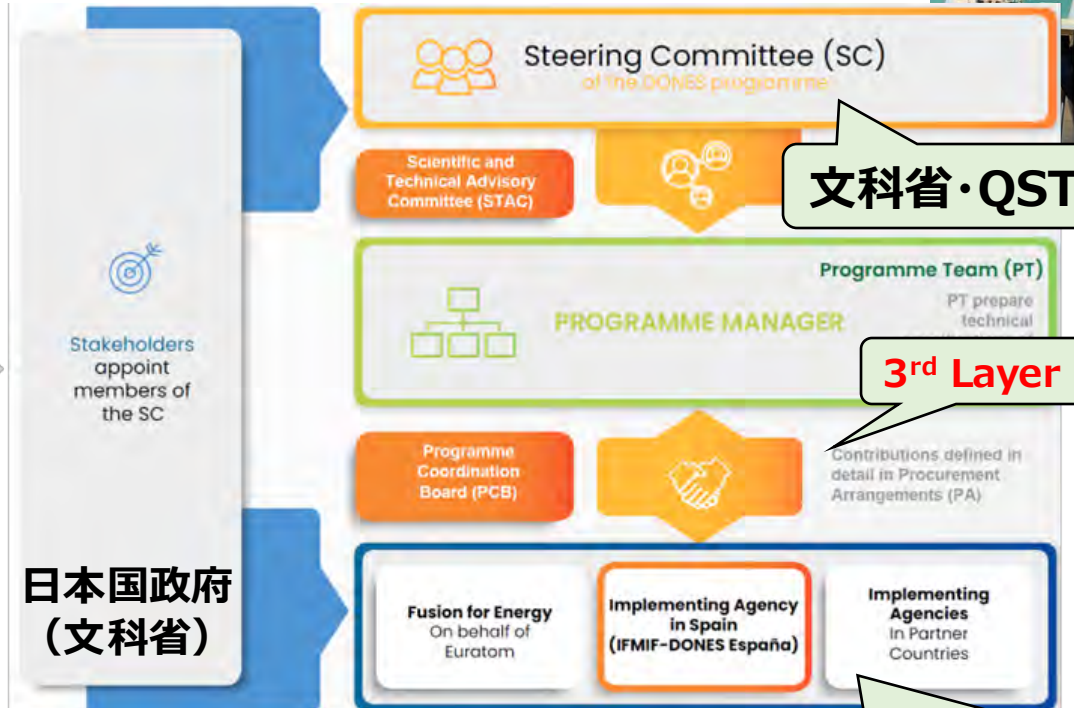 Steering Committee (SC)
of the DONES programme
Scientific and
Technical Advisory
Committee (STAC)
文科省・QST
Programme Team (PT)
PT prepare
technical
PROGRAMME MANAGER
3rd Layer
Stakeholders
appoint
members of
the SC
Programme
Coordination
Board (PCB)
Contributions defined in
detail in Procurement
Arrangements (PA)
日本国政府
（文科省）
Fusion for Energy
On behalf of
Euratom
Implementing Agency
in Spain
(IFMIF-DONES España)
Implementing
Agencies
In Partner
Countries